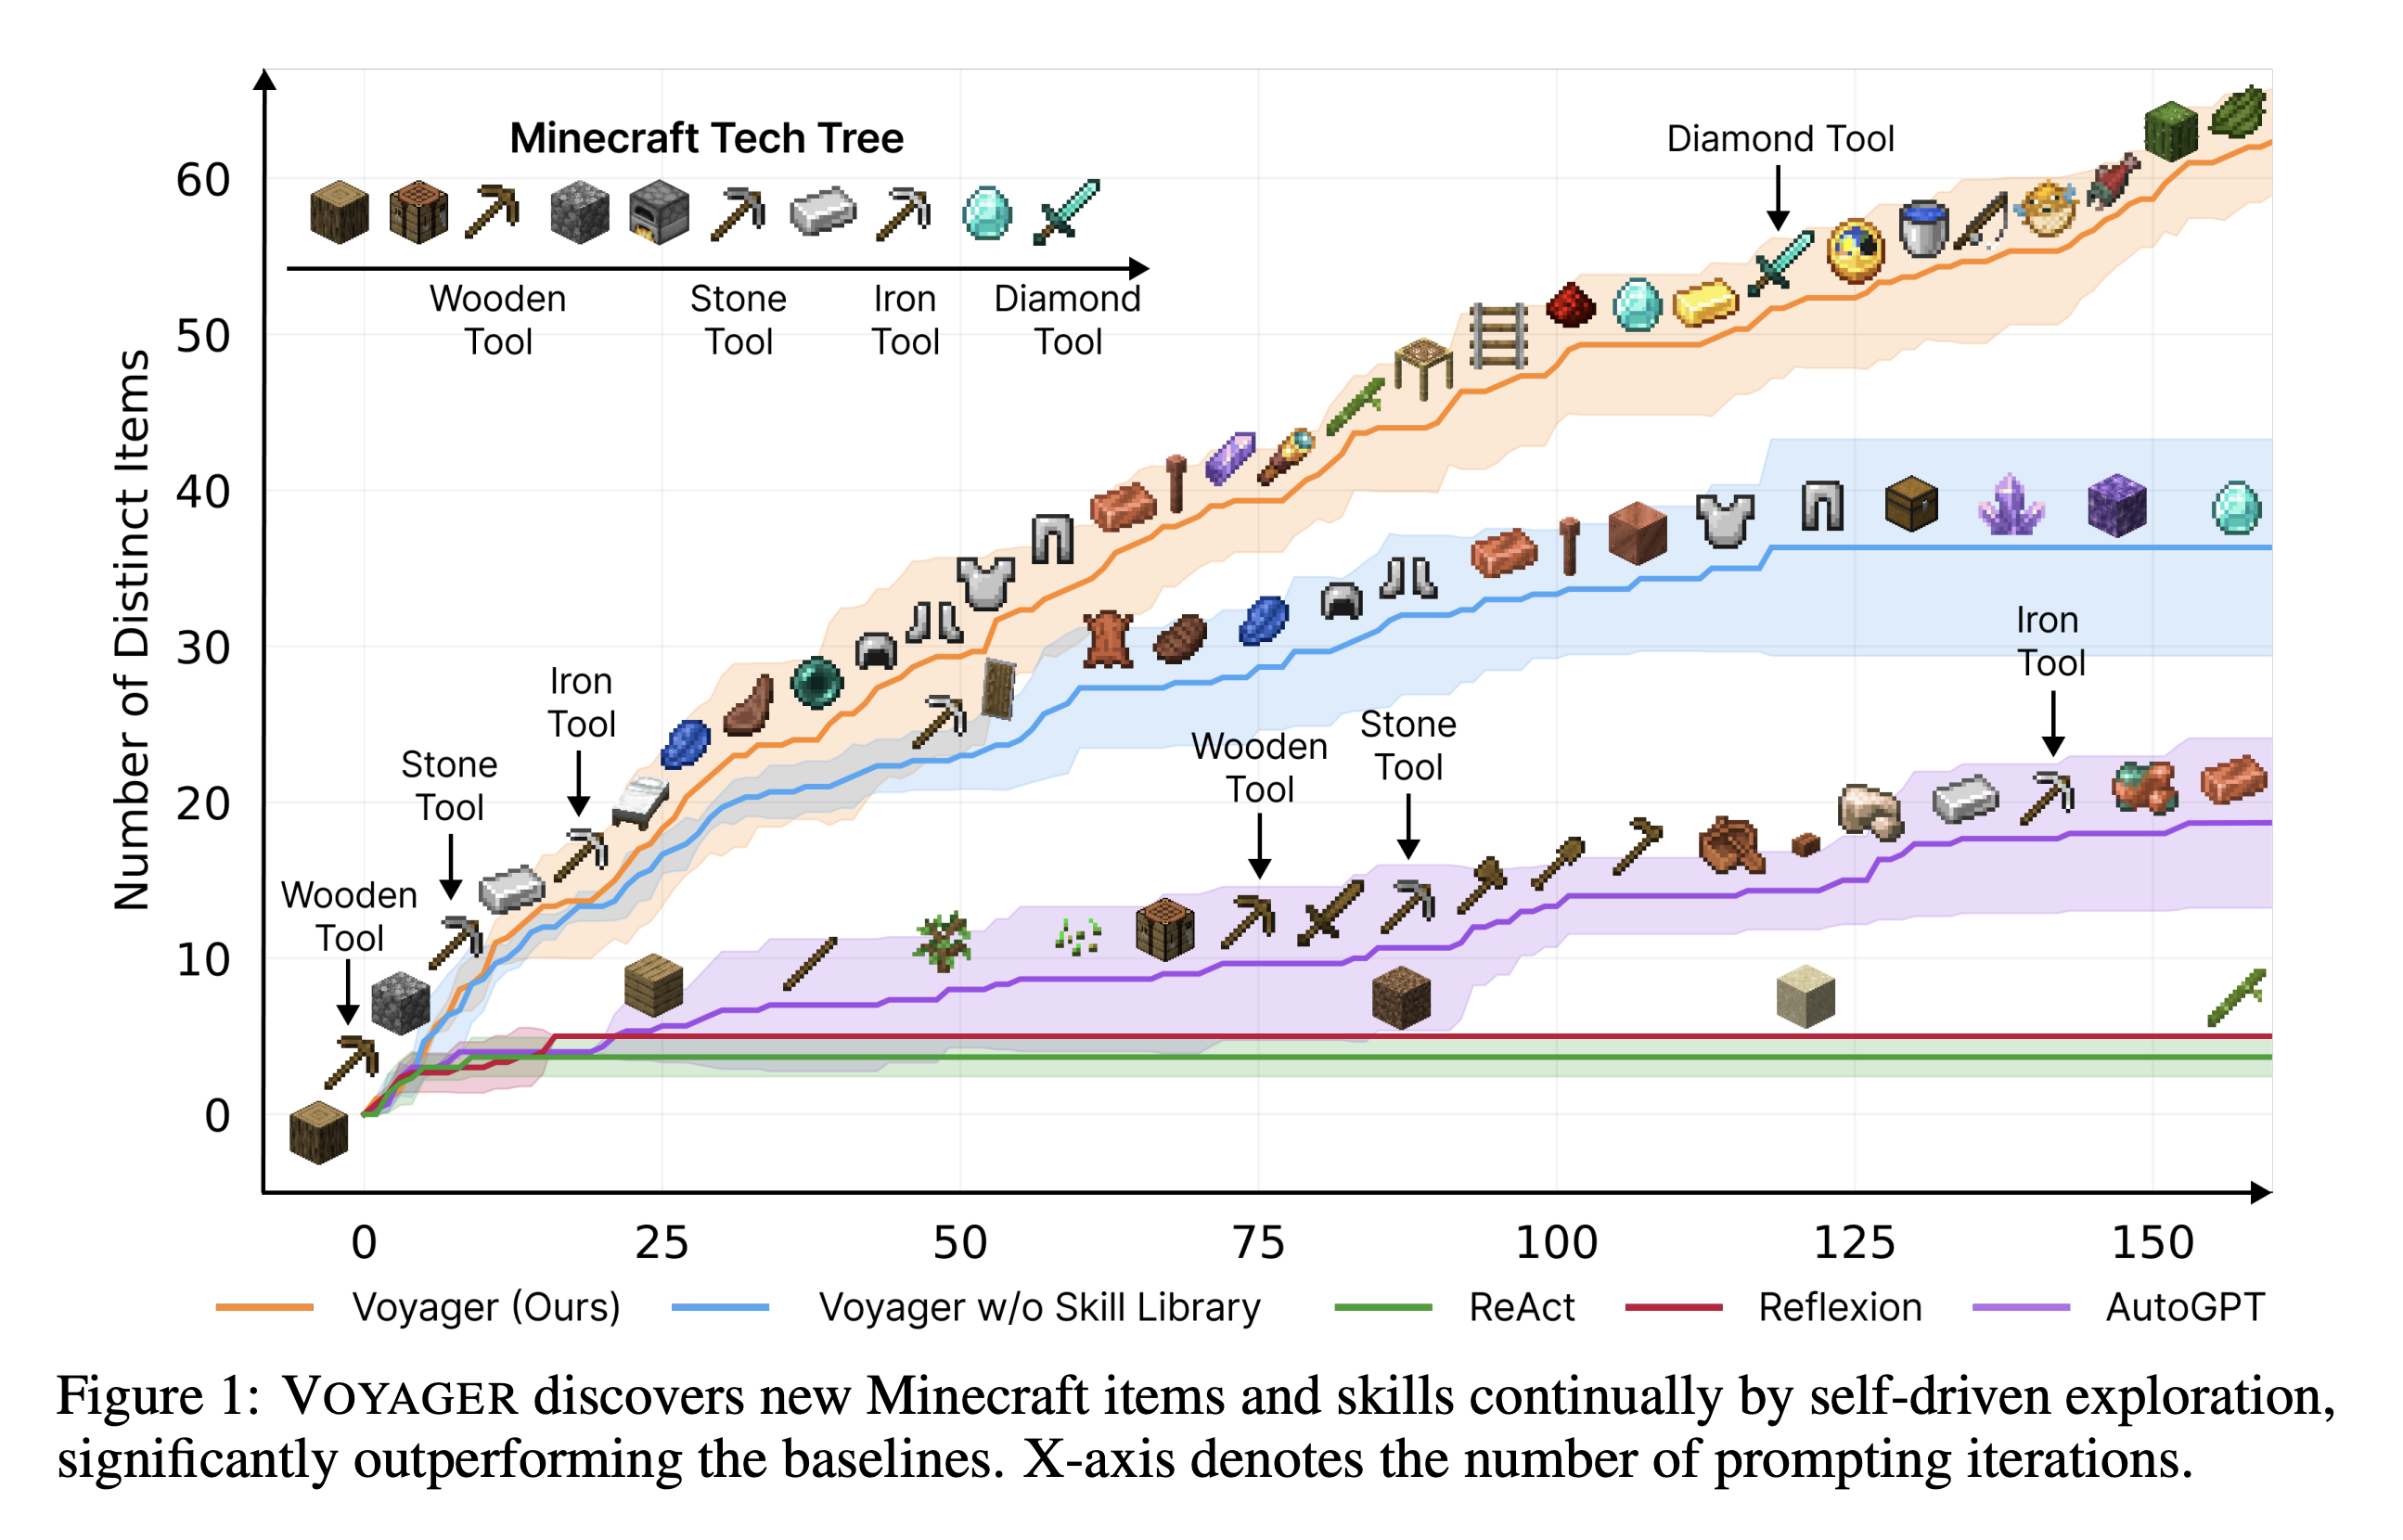 Minecraft Tech Tree
Wooden
Tool
Stone
Tool
Iron
Tool
Diamond
Tool
Number of Distinct Items
60
50
40
30
20
10
0
Wooden
Tool
Stone
Tool
Iron
Tool
Diamond Tool
Wooden
Tool
Stone
Tool
Iron
Tool
0 25 50 75 100 125 150
Voyager (Ours) Voyager w/o Skill Library ReAct Reflexion AutoGPT
Figure 1: VOYAGER discovers new Minecraft items and skills continually by self-driven exploration,
significantly outperforming the baselines. X-axis denotes the number of prompting iterations.